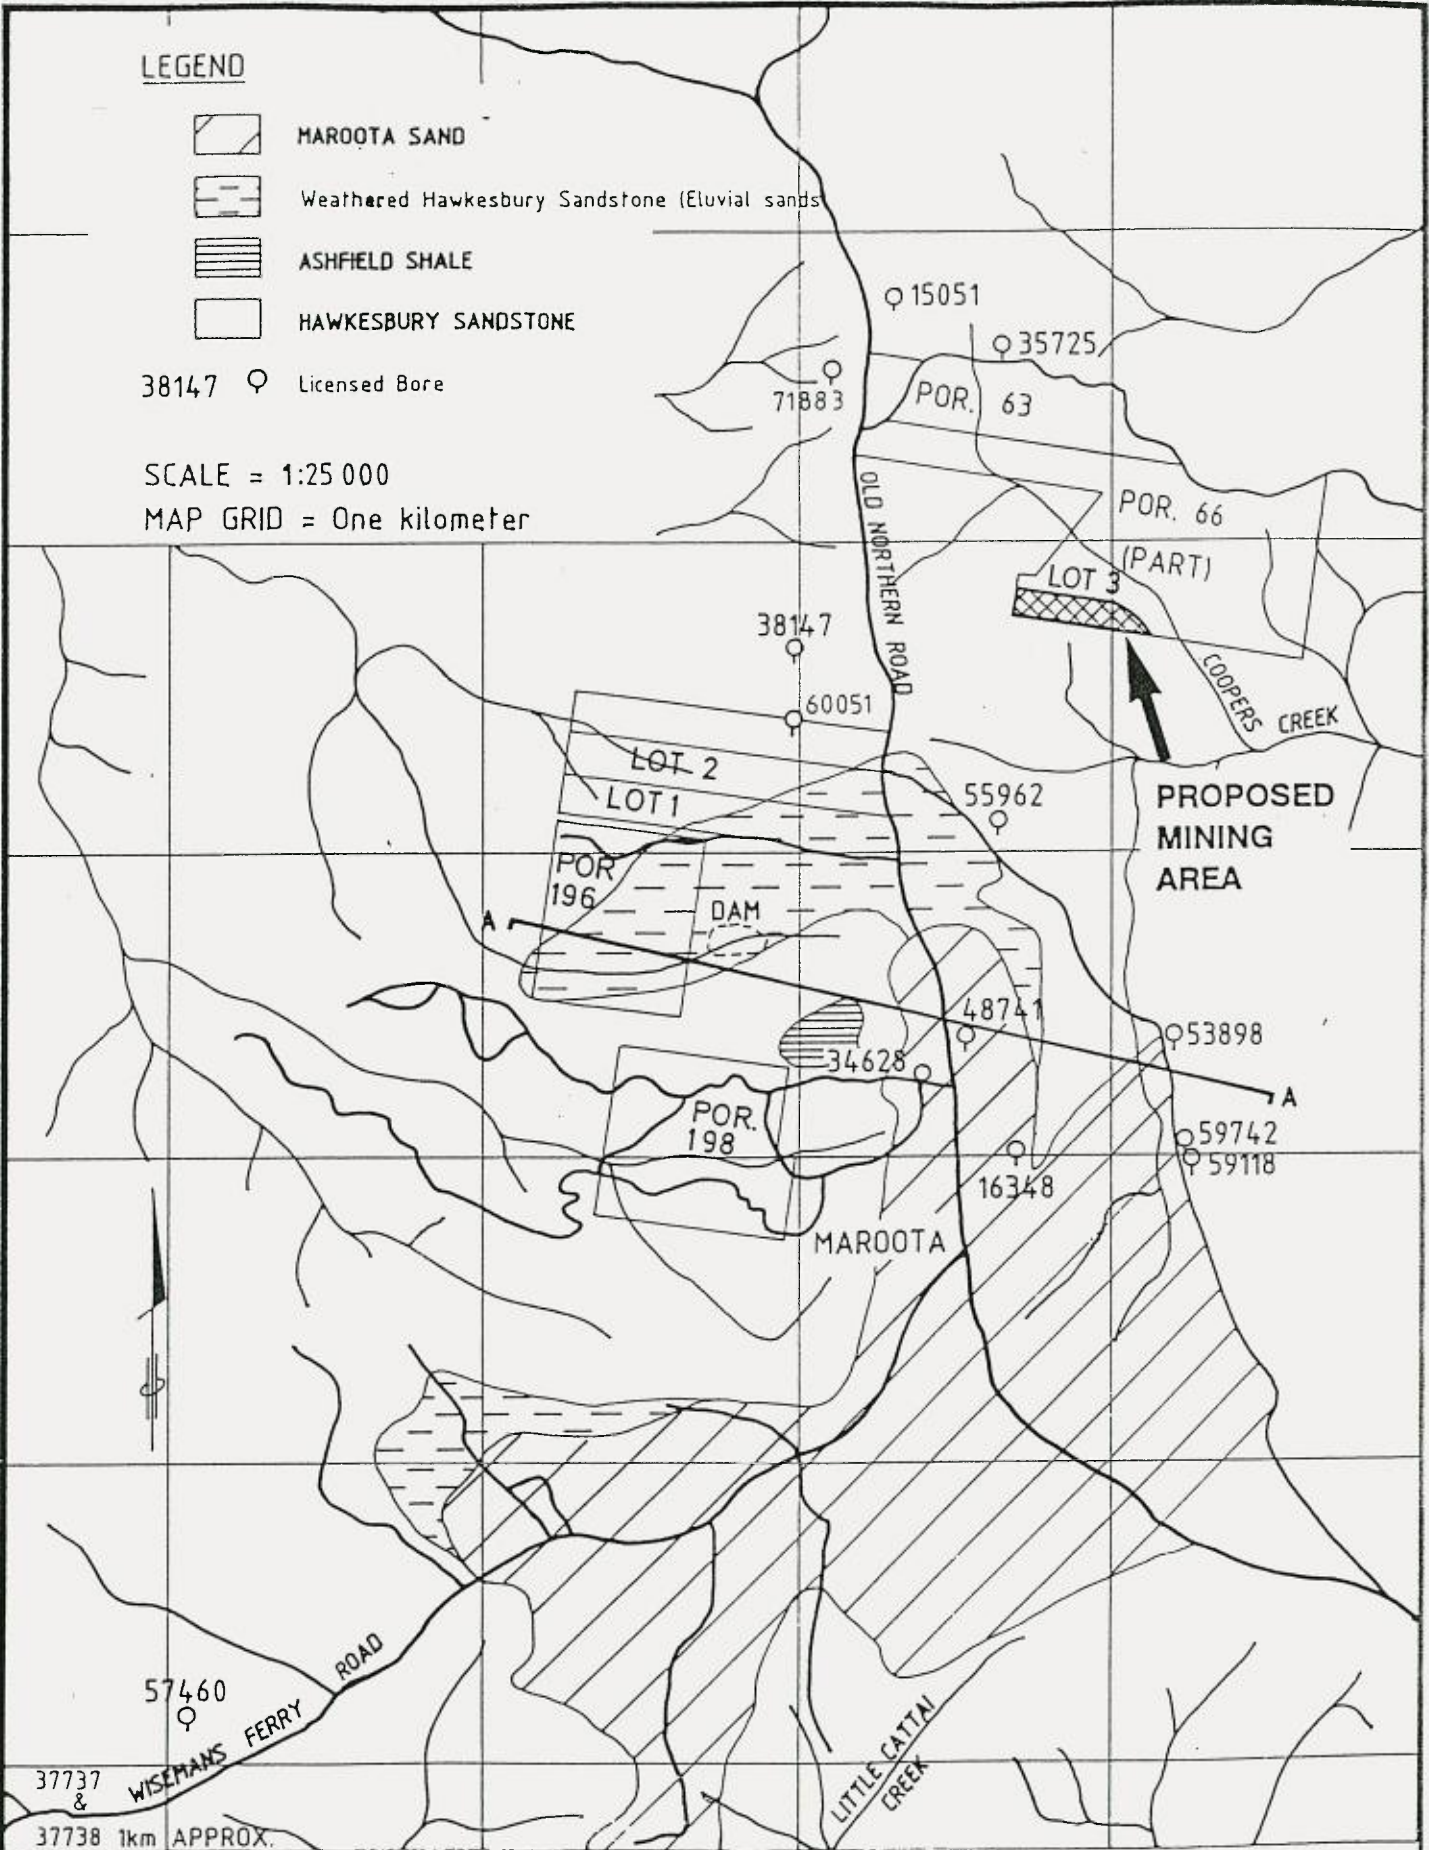 LEGEND
MAROOTA SAND
Weathered Hawkesbury Sandstone (Eluvial sands
ASHFIELD SHALE
HAWKESBURY SANDSTONE
38147 Licensed Bore
SCALE = 1:25 000
MAP GRID = One kilometer
15051
35725
71883
POR. 63
POR. 66
(PART)
LOT 3
OLD NORTHERN ROAD
38147
60051
COOPERS CREEK
LOT 2
LOT 1
55962
PROPOSED
MINING
AREA
POR
196
DAM
A
48741
53898
34628
A
POR.
198
59742
59118
16348
MAROOTA
57460
WISEMANS FERRY ROAD
LITTLE CATTAI
CREEK
37737
&
37738 1km APPROX.